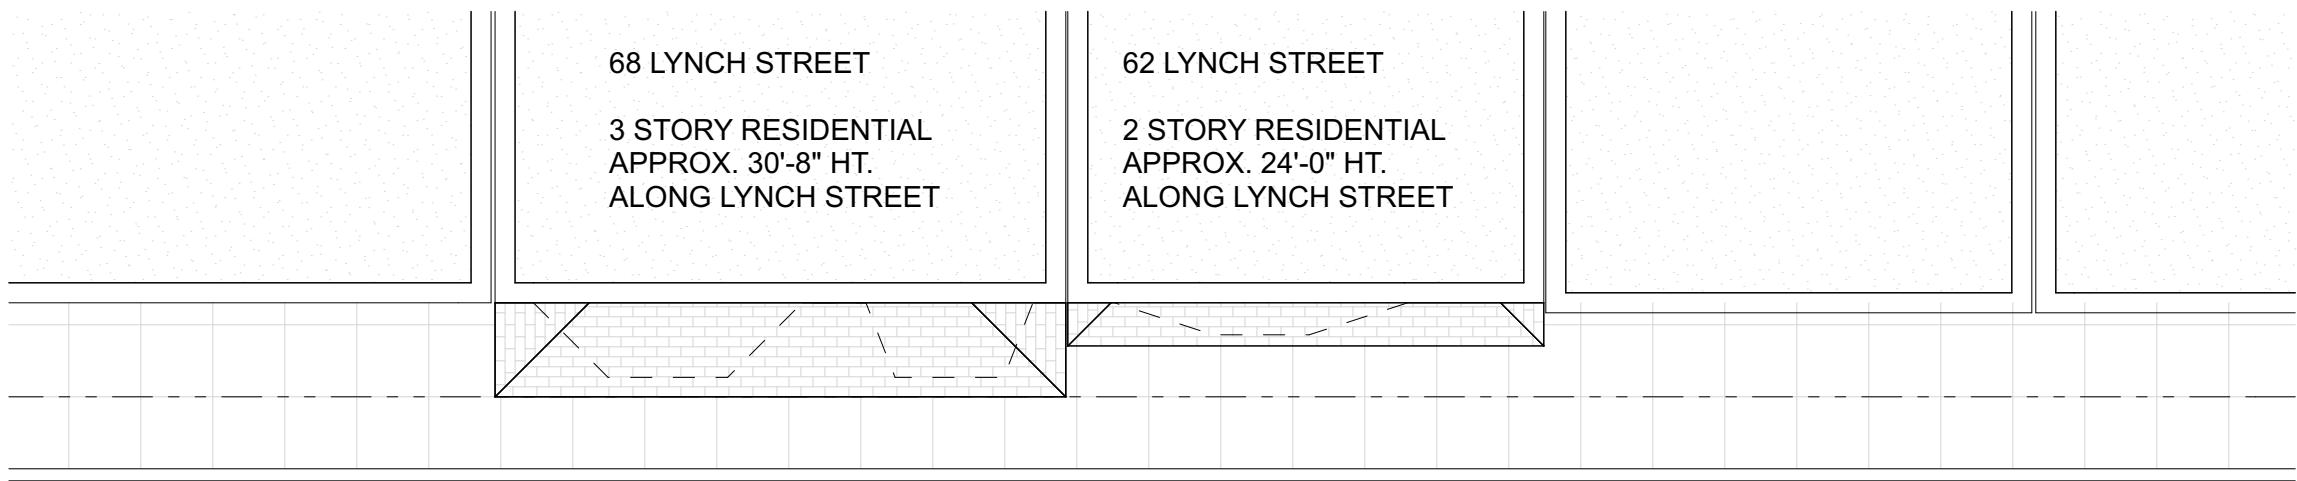 68 LYNCH STREET
3 STORY RESIDENTIAL
APPROX. 30'-8" HT.
ALONG LYNCH STREET
62 LYNCH STREET
2 STORY RESIDENTIAL
APPROX. 24'-0" HT.
ALONG LYNCH STREET